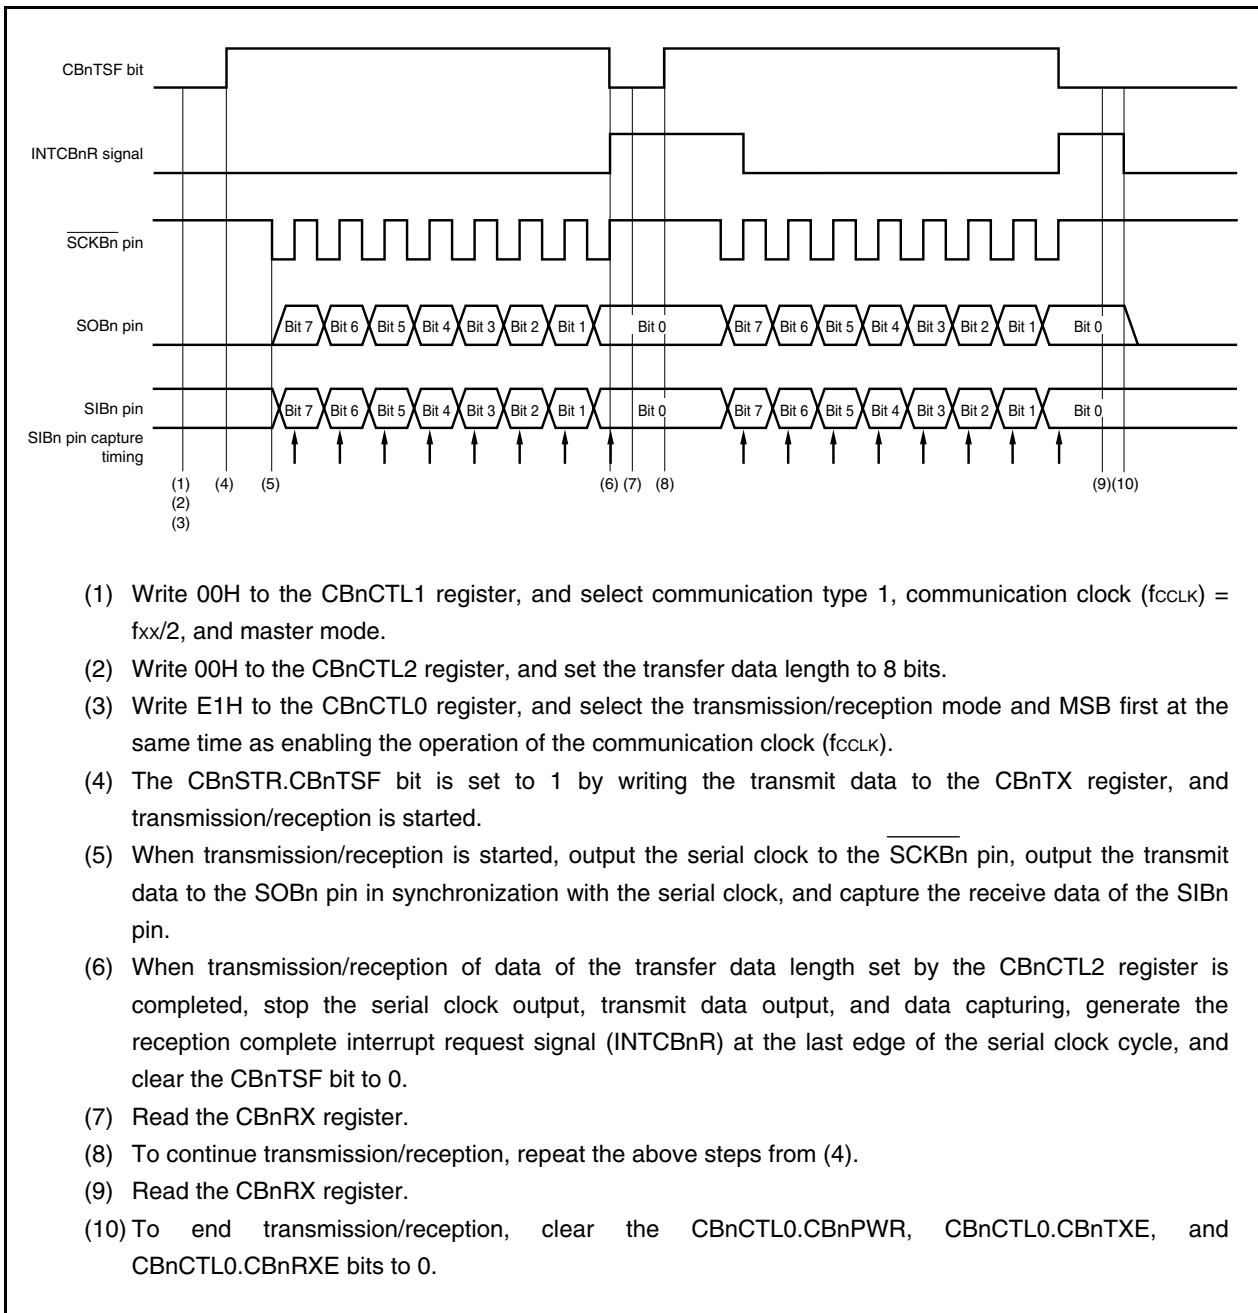 CBnTSF bit
INTCBnR signal
SCKBn pin
SOBn pin
Bit 7 Bit 6 Bit 5 Bit 4 Bit 3 Bit 2 Bit 1 Bit 0 Bit 7 Bit 6 Bit 5 Bit 4 Bit 3 Bit 2 Bit 1 Bit 0
SIBn pin
Bit 7 Bit 6 Bit 5 Bit 4 Bit 3 Bit 2 Bit 1 Bit 0 Bit 7 Bit 6 Bit 5 Bit 4 Bit 3 Bit 2 Bit 1 Bit 0
SIBn pin capture
timing
(1) (4) (5) (6) (7) (8) (9) (10)
(2)
(3)
(1) Write 00H to the CBnCTL1 register, and select communication type 1, communication clock (fCCLK) =
fXX/2, and master mode.
(2) Write 00H to the CBnCTL2 register, and set the transfer data length to 8 bits.
(3) Write E1H to the CBnCTL0 register, and select the transmission/reception mode and MSB first at the
same time as enabling the operation of the communication clock (fCCLK).
(4) The CBnSTR.CBnTSF bit is set to 1 by writing the transmit data to the CBnTX register, and
transmission/reception is started.
(5) When transmission/reception is started, output the serial clock to the SCKBn pin, output the transmit
data to the SOBn pin in synchronization with the serial clock, and capture the receive data of the SIBn
pin.
(6) When transmission/reception of data of the transfer data length set by the CBnCTL2 register is
completed, stop the serial clock output, transmit data output, and data capturing, generate the
reception complete interrupt request signal (INTCBnR) at the last edge of the serial clock cycle, and
clear the CBnTSF bit to 0.
(7) Read the CBnRX register.
(8) To continue transmission/reception, repeat the above steps from (4).
(9) Read the CBnRX register.
(10) To end transmission/reception, clear the CBnCTL0.CBnPWR, CBnCTL0.CBnTXE, and
CBnCTL0.CBnRXE bits to 0.